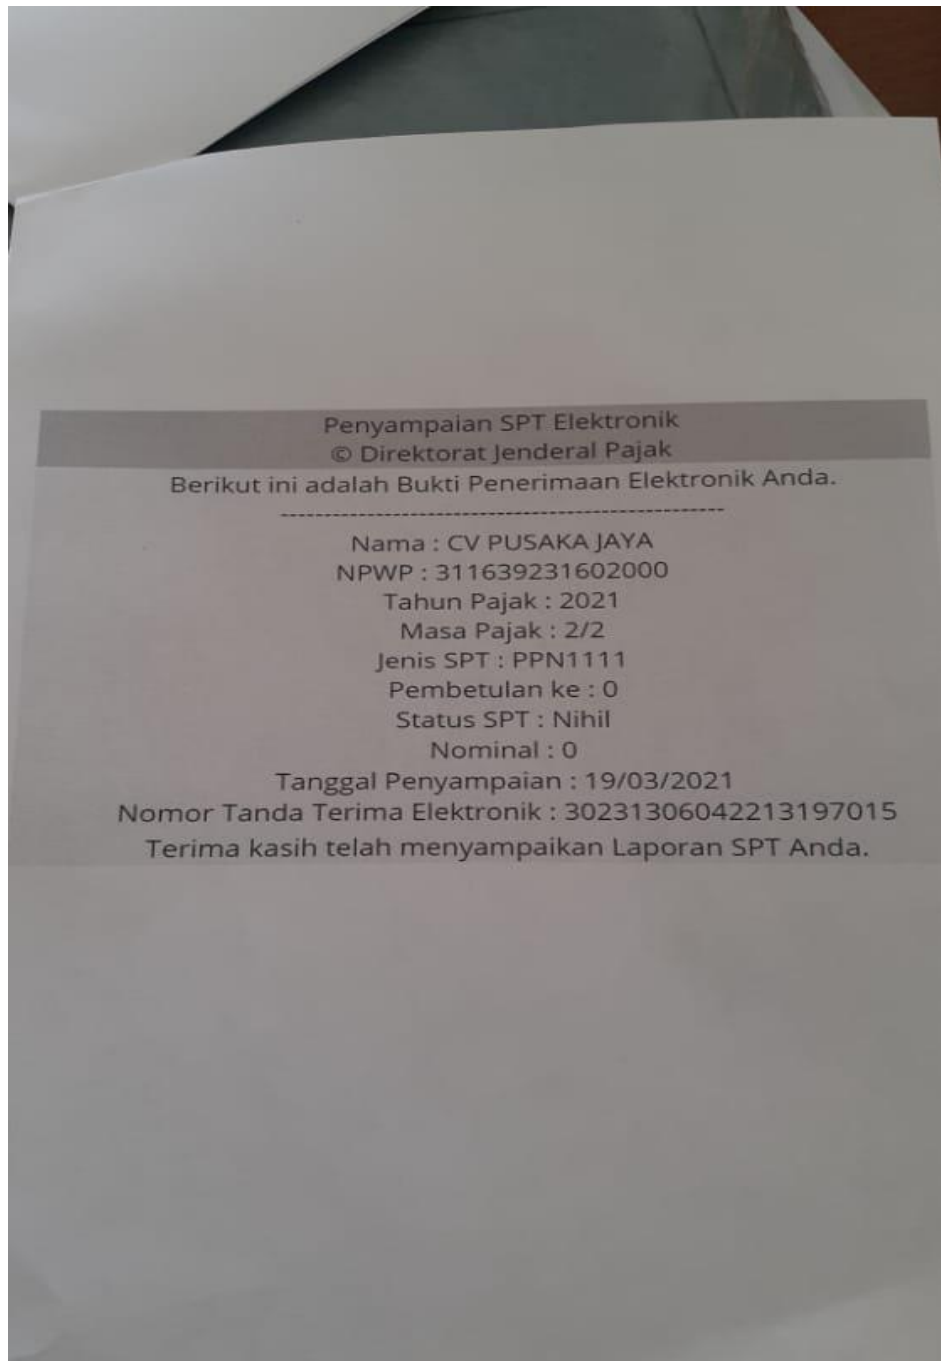 Penyampaian SPT Elektronik
© Direktorat Jenderal Pajak
Berikut ini adalah Bukti Penerimaan Elektronik Anda.
--------------------------------------------------
Nama : CV PUSAKA JAYA
NPWP : 311639231602000
Tahun Pajak : 2021
Masa Pajak : 2/2
Jenis SPT : PPN1111
Pembetulan ke : 0
Status SPT : Nihil
Nominal : 0
Tanggal Penyampaian : 19/03/2021
Nomor Tanda Terima Elektronik : 30231306042213197015
Terima kasih telah menyampaikan Laporan SPT Anda.